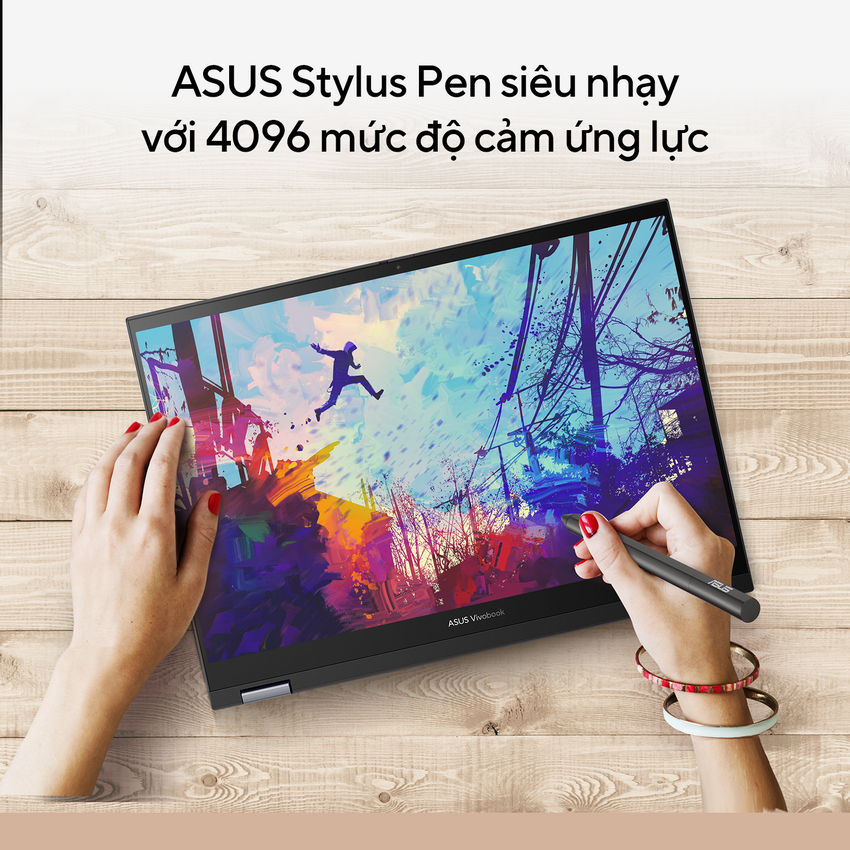 ASUS Stylus Pen siêu nhạy
với 4096 mức độ cảm ứng lực
ASUS Vivobook
ASUS